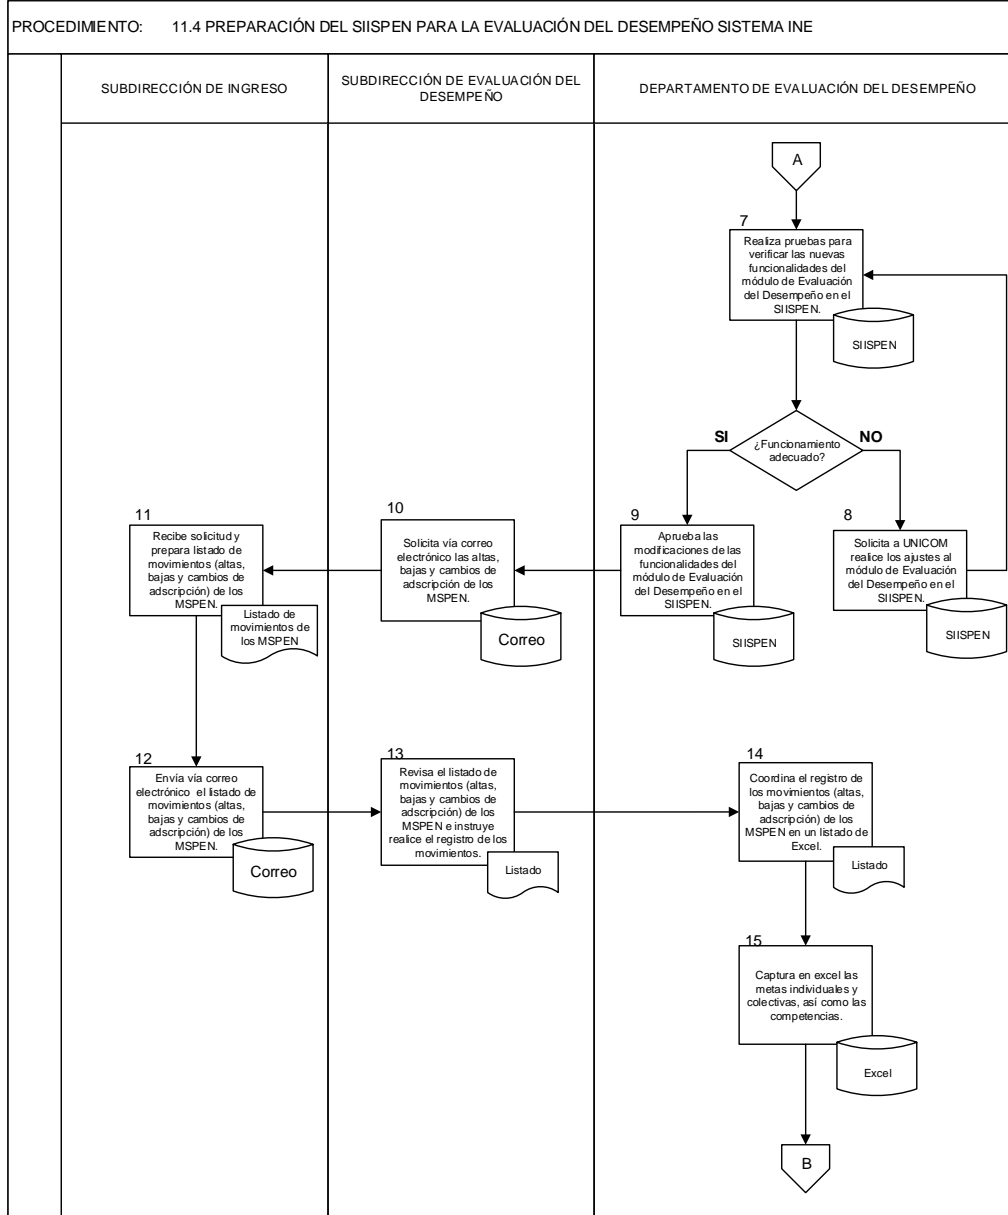 PROCEDIMIENTO: 11.4 PREPARACIÓN DEL SIISPEN PARA LA EVALUACIÓN DEL DESEMPEÑO SISTEMA INE
SUBDIRECCIÓN DE INGRESO
SUBDIRECCIÓN DE EVALUACIÓN DEL
DESEMPEÑO
DEPARTAMENTO DE EVALUACIÓN DEL DESEMPEÑO
A
7
Realiza pruebas para
verificar las nuevas
funcionalidades del
módulo de Evaluación
del Desempeño en el
SIISPEN.
SIISPEN
¿Funcionamiento
adecuado?
SI
NO
8
Solicita a UNICOM
realice los ajustes al
módulo de Evaluación
del Desempeño en el
SIISPEN.
SIISPEN
9
Aprueba las
modificaciones de las
funcionalidades del
módulo de Evaluación
del Desempeño en el
SIISPEN.
SIISPEN
10
Solicita vía correo
electrónico las altas,
bajas y cambios de
adscripción de los
MSPEN.
Correo
11
Recibe solicitud y
prepara listado de
movimientos (altas,
bajas y cambios de
adscripción) de los
MSPEN.
Listado de
movimientos de
los MSPEN
12
Envía vía correo
electrónico el listado de
movimientos (altas,
bajas y cambios de
adscripción) de los
MSPEN.
Correo
13
Revisa el listado de
movimientos (altas,
bajas y cambios de
adscripción) de los
MSPEN e instruye
realice el registro de los
movimientos.
Listado
14
Coordina el registro de
los movimientos (altas,
bajas y cambios de
adscripción) de los
MSPEN en un listado de
Excel.
Listado
15
Captura en excel las
metas individuales y
colectivas, así como las
competencias.
Excel
B